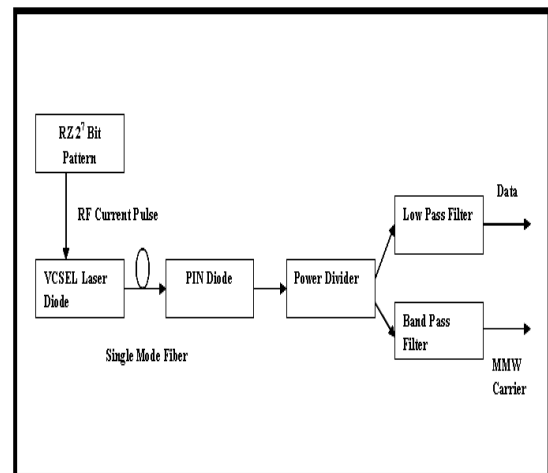 RZ 2⁷ Bit
Pattern
RF Current Pulse
VCSEL Laser
Diode
Single Mode Fiber
PIN Diode
Power Divider
Low Pass Filter
Data
Band Pass
Filter
MMW
Carrier